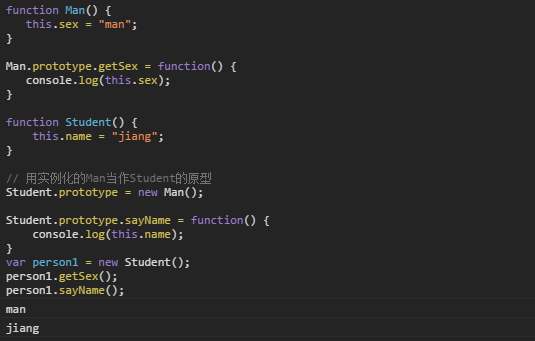 function Man() {
this.sex = "man";
}
Man.prototype.getSex = function() {
console.log(this.sex);
}
function Student() {
this.name = "jiang";
}
// 用实例化的Man当作Student的原型
Student.prototype = new Man();
Student.prototype.sayName = function() {
console.log(this.name);
}
var person1 = new Student();
person1.getSex();
person1.sayName();
man
jiang